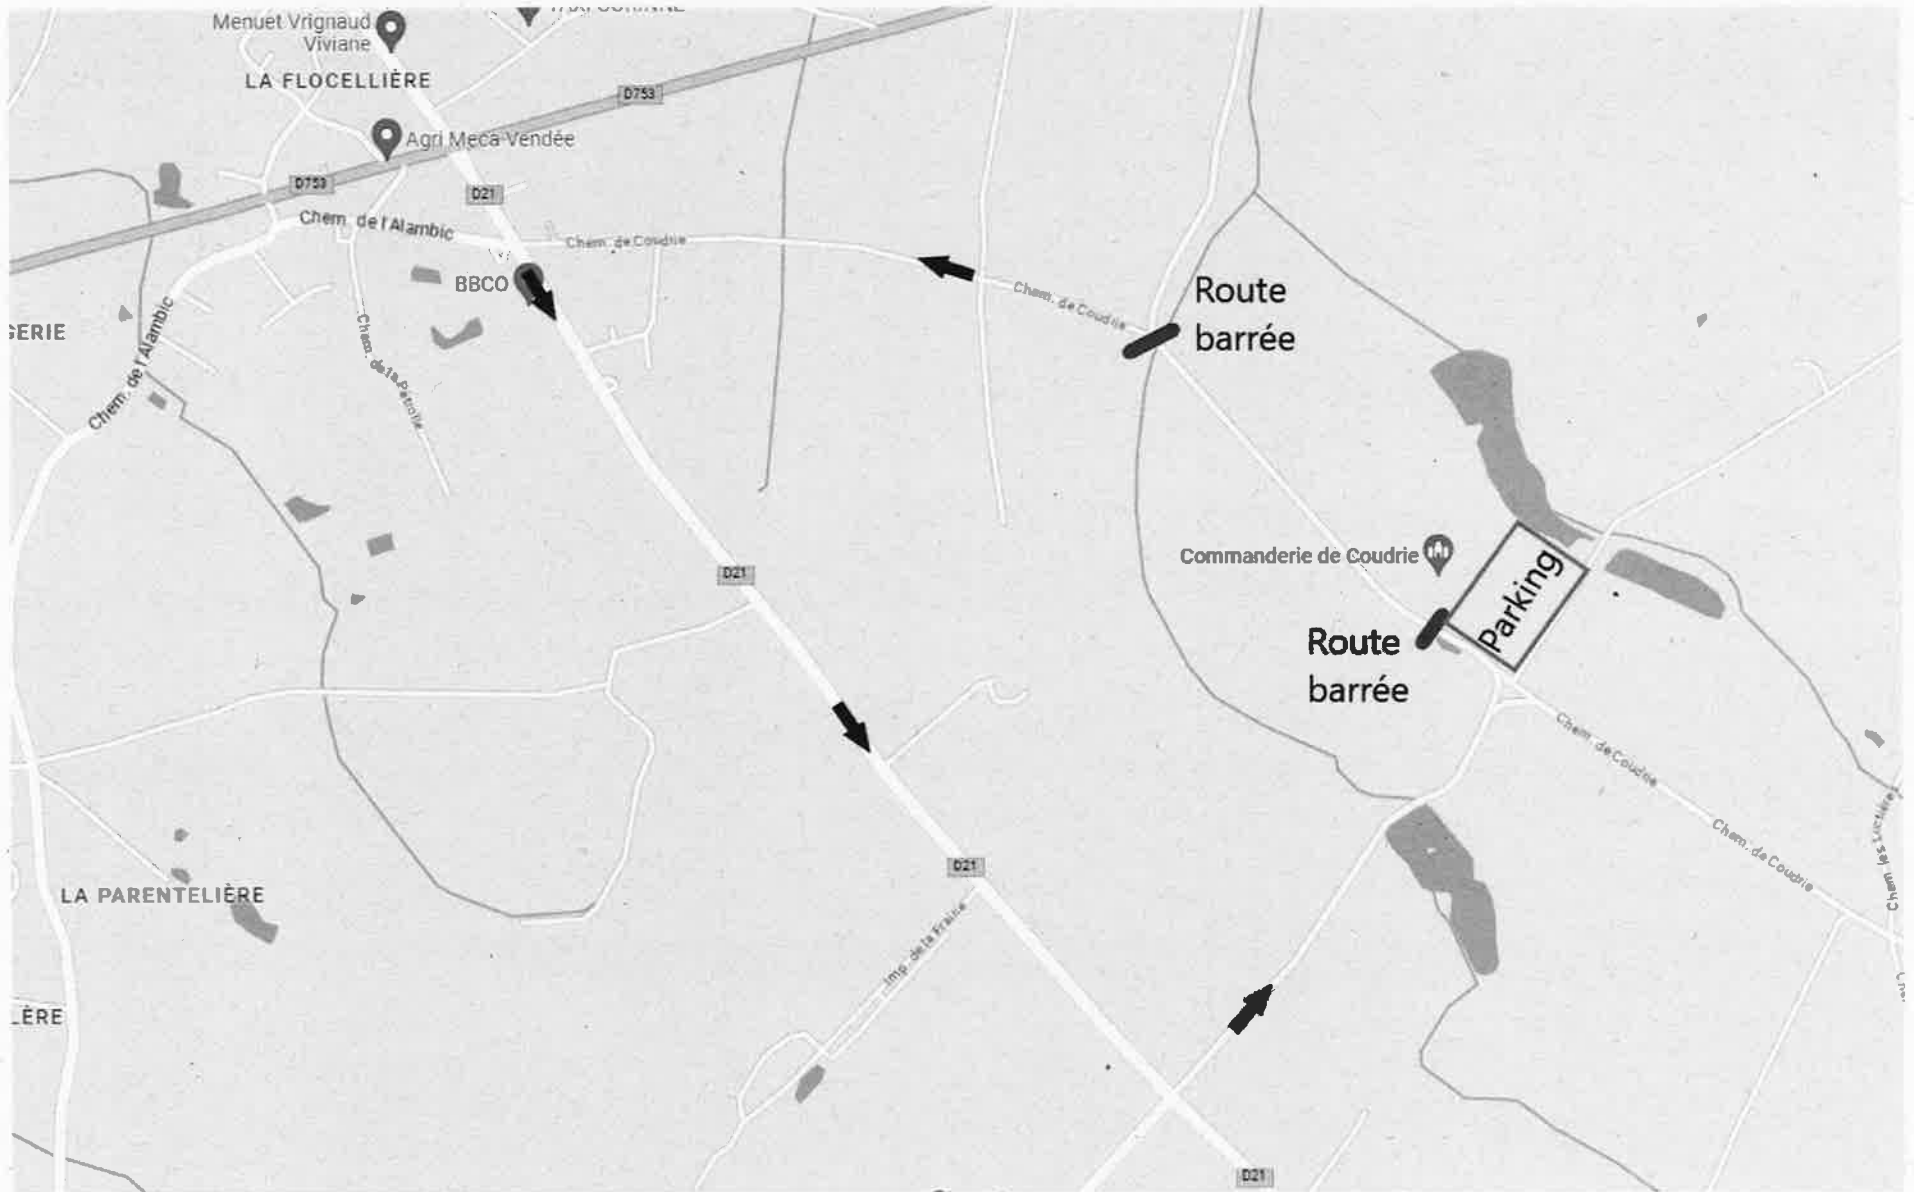 Menuet Vrignaud
Viviane
LA FLOCELLIÈRE
D753
Agri Meca Vendée
D753
D21
Chem. de l'Alambic
Chem. de Coudrie
BBCO
Chem. de Coudrie
Route
barrée
GERIE
Chem. de l'Alambic
Chem. de la Pétrolle
Commanderie de Coudrie
Parking
D21
Route
barrée
Chem. de Coudrie
Chem. de Coudrie
D21
LA PARENTELIÈRE
Imp. de la Frairie
LÈRE
D21